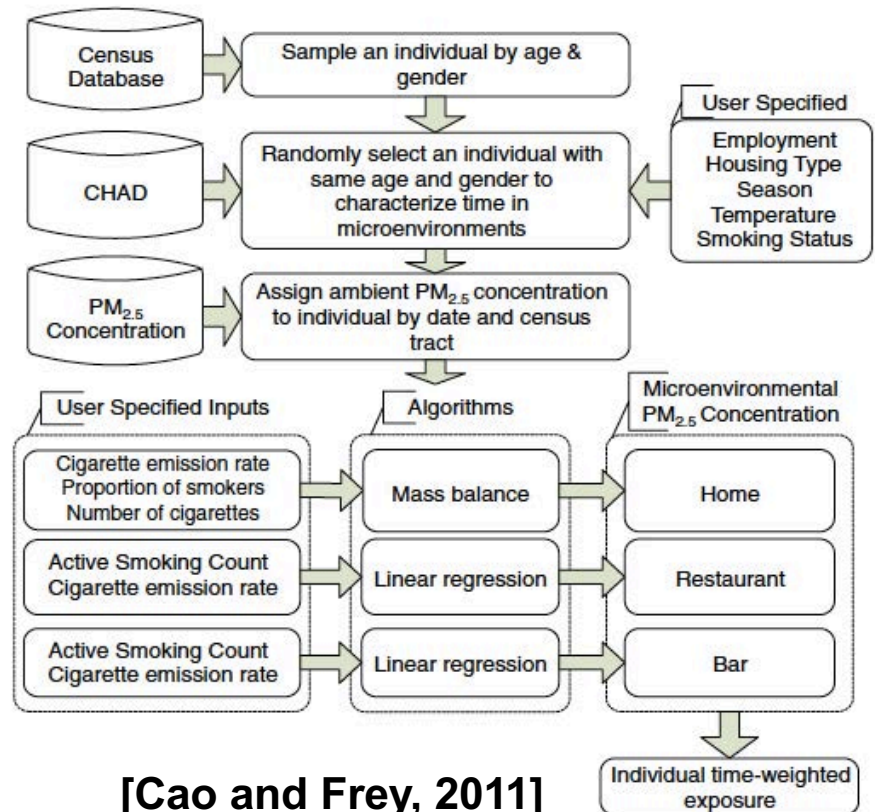 Census
Database
Sample an individual by age &
gender
User Specified
Employment
Housing Type
Season
Temperature
Smoking Status
CHAD
Randomly select an individual with
same age and gender to
characterize time in
microenvironments
PM2.5
Concentration
Assign ambient PM2.5 concentration
to individual by date and census
tract
User Specified Inputs
Algorithms
Microenvironmental
PM2.5 Concentration
Cigarette emission rate
Proportion of smokers
Number of cigarettes
Mass balance
Home
Active Smoking Count
Cigarette emission rate
Linear regression
Restaurant
Active Smoking Count
Cigarette emission rate
Linear regression
Bar
Individual time-weighted
exposure
[Cao and Frey, 2011]